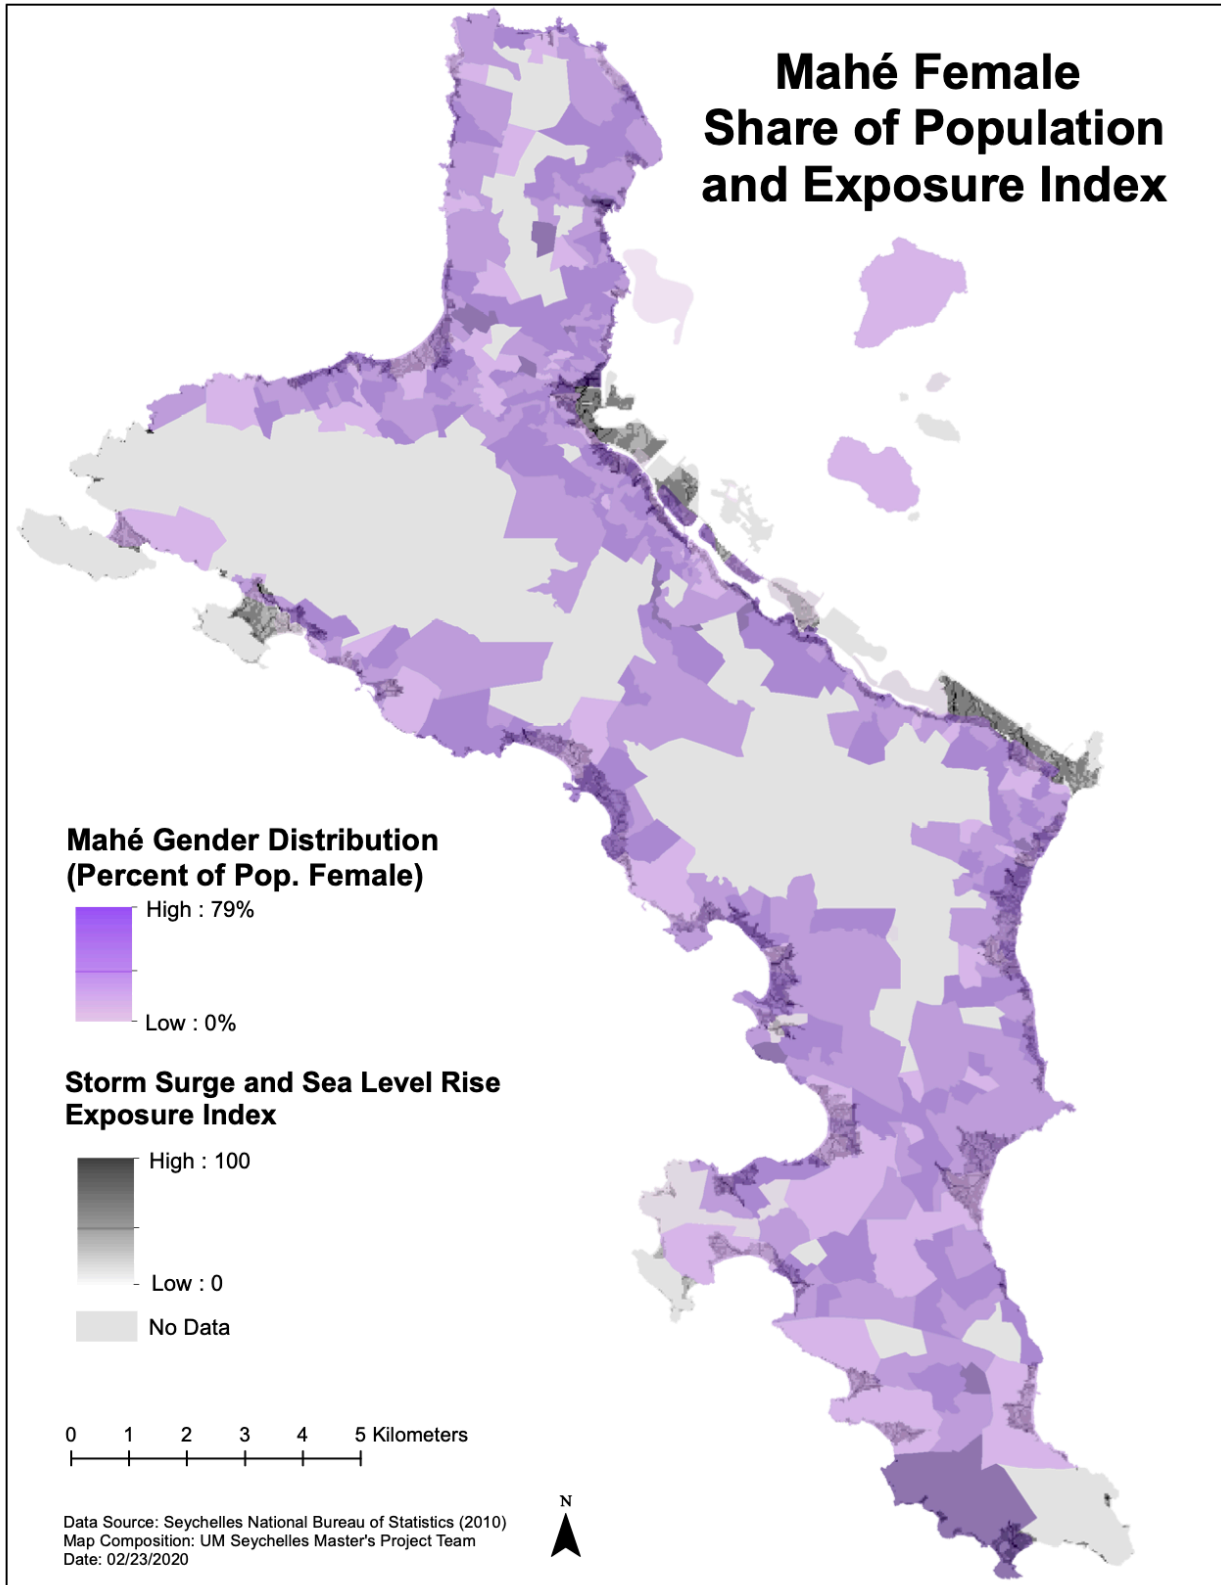 Mahé Female
Share of Population
and Exposure Index
Mahé Gender Distribution
(Percent of Pop. Female)
High : 79%
Low : 0%
Storm Surge and Sea Level Rise
Exposure Index
High : 100
Low : 0
No Data
0 1 2 3 4 5 Kilometers
N
Data Source: Seychelles National Bureau of Statistics (2010)
Map Composition: UM Seychelles Master's Project Team
Date: 02/23/2020